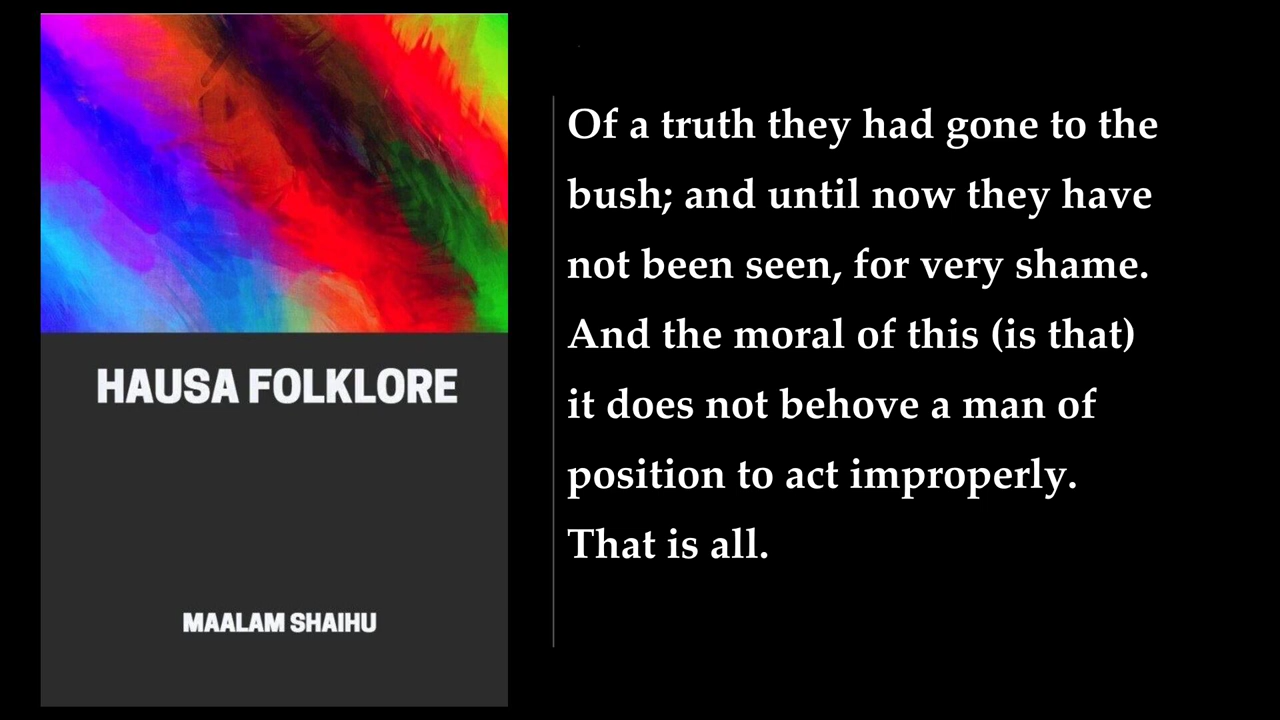 HAUSA FOLKLORE
MAALAM SHAIHU
Of a truth they had gone to the
bush; and until now they have
not been seen, for very shame.
And the moral of this (is that)
it does not behove a man of
position to act improperly.
That is all.